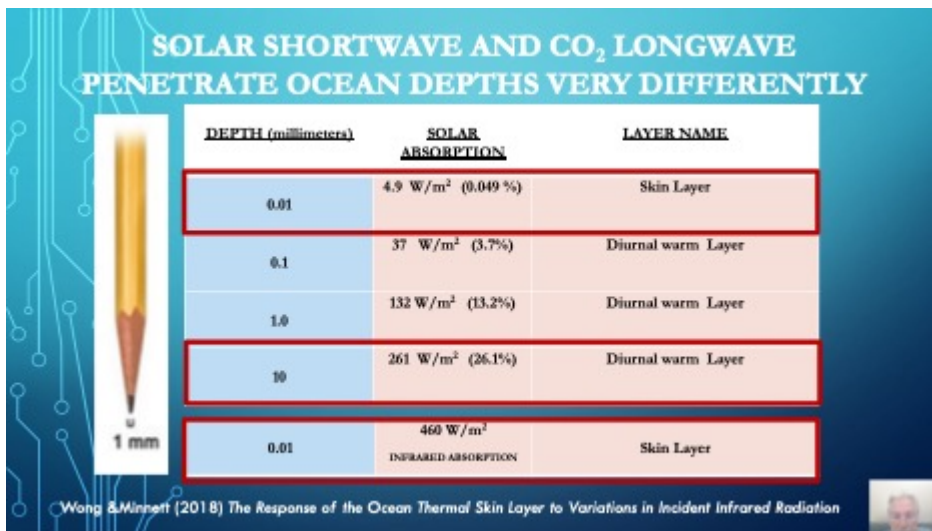 SOLAR SHORTWAVE AND CO₂ LONGWAVE
PENETRATE OCEAN DEPTHS VERY DIFFERENTLY
DEPTH (millimeters) SOLAR ABSORPTION LAYER NAME
0.01 4.9 W/m² (0.049 %) Skin Layer
0.1 37 W/m² (3.7%) Diurnal warm Layer
1.0 132 W/m² (13.2%) Diurnal warm Layer
10 261 W/m² (26.1%) Diurnal warm Layer
0.01 460 W/m² INFRARED ABSORPTION Skin Layer
1 mm
Wong &Minnett (2018) The Response of the Ocean Thermal Skin Layer to Variations in Incident Infrared Radiation